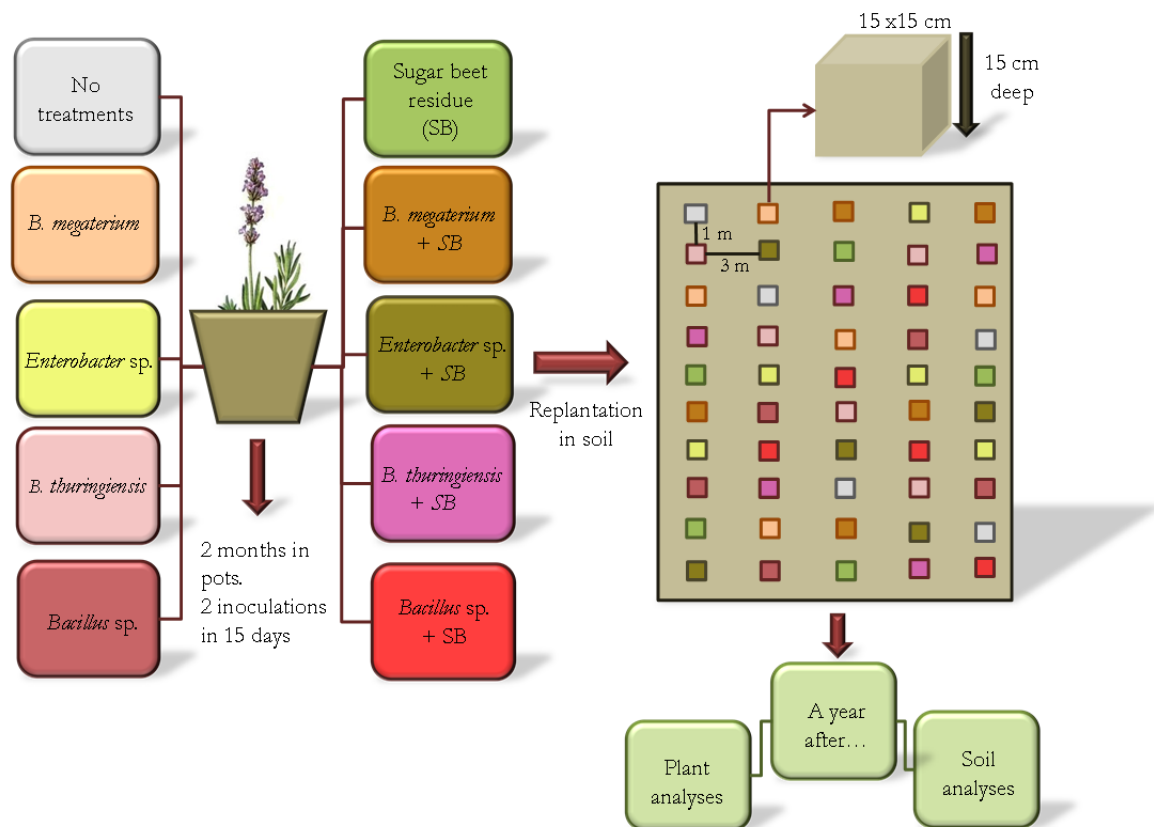 No
treatments
B. megaterium
Enterobacter sp.
B. thuringiensis
Bacillus sp.
2 months in
pots.
2 inoculations
in 15 days
Sugar beet
residue
(SB)
B. megaterium
+ SB
Enterobacter sp.
+ SB
B. thuringiensis
+ SB
Bacillus sp.
+ SB
Replantation
in soil
15 x15 cm
15 cm
deep
1 m
3 m
A year
after...
Plant
analyses
Soil
analyses